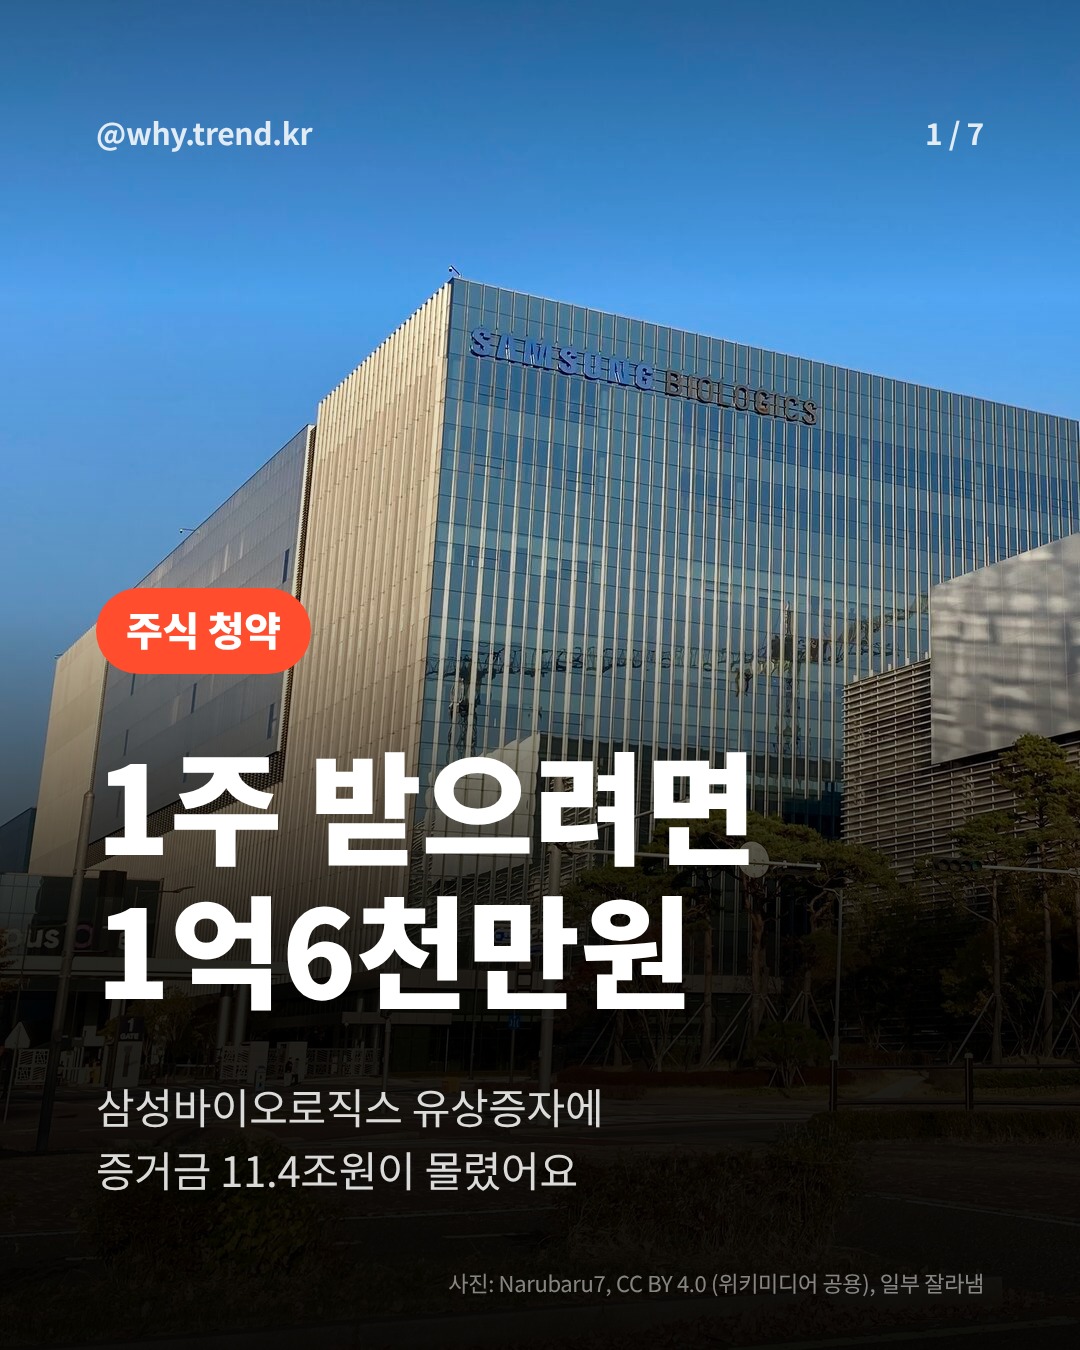 @why.trend.kr
1 / 7
SAMSUNG BIOLOGICS
주식 청약
1주 받으려면
1억6천만원
1
GATE
삼성바이오로직스 유상증자에
증거금 11.4조원이 몰렸어요
사진: Narubaru7, CC BY 4.0 (위키미디어 공용), 일부 잘라냄